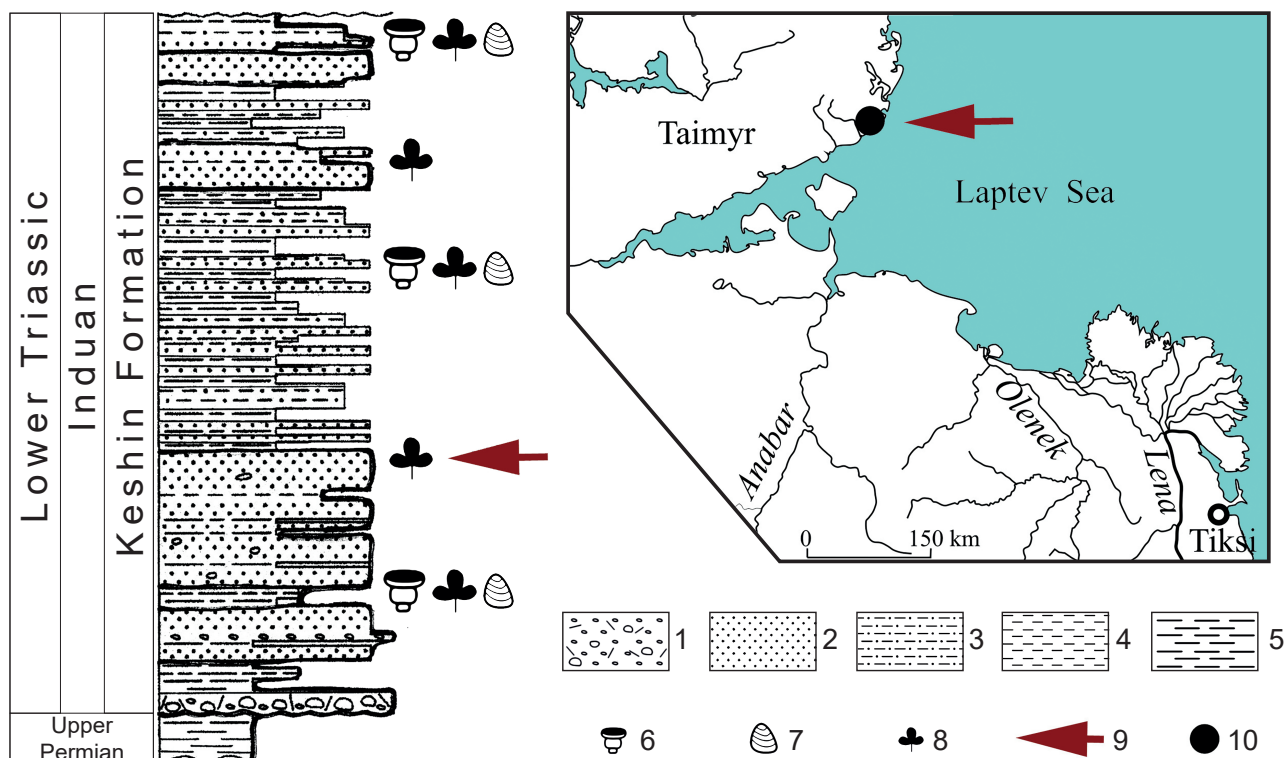 Lower Triassic
Induan
Keshin Formation
Upper
Permian
Taimyr
Laptev Sea
Anabar
Olenek
Lena
Tiksi
0 150 km
1 2 3 4 5
6 7 8 9 10